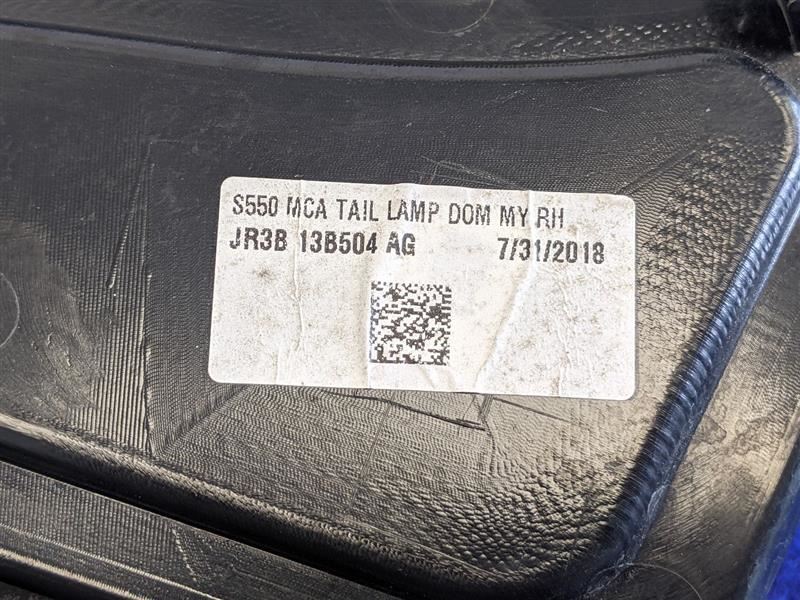 S550 MCA TAIL LAMP DOM MY RH
JR3B 13B504 AG 7/31/2018